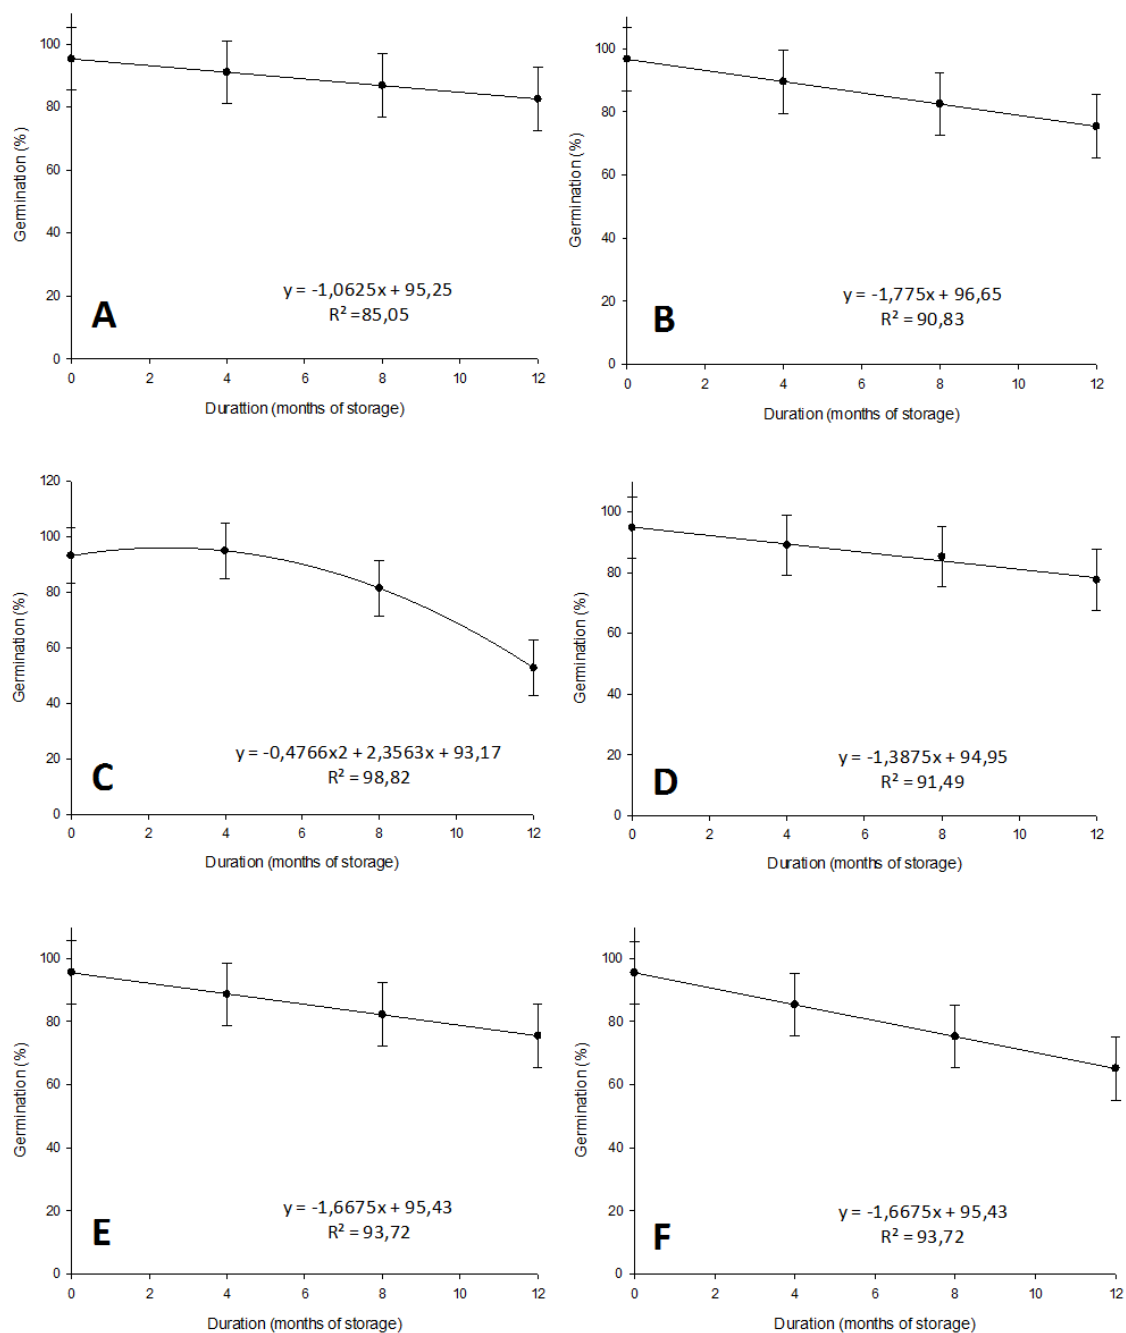 100
80
60
40
20
0
Germination (%)
y = -1,0625x + 95,25
R² =85,05
A
0 2 4 6 8 10 12
Durattion (months of storage)
100
80
60
40
20
0
Germination (%)
y = -1,775x + 96,65
R² = 90,83
B
0 2 4 6 8 10 12
Duration (months of storage)
120
100
80
60
40
20
0
Germination (%)
y = -0,4766x2 + 2,3563x + 93,17
R² = 98,82
C
0 2 4 6 8 10 12
Duration (months of storage)
100
80
60
40
20
0
Germination (%)
y = -1,3875x + 94,95
R² = 91,49
D
0 2 4 6 8 10 12
Duration (months of storage)
100
80
60
40
20
0
Germination (%)
y = -1,6675x + 95,43
R² = 93,72
E
0 2 4 6 8 10 12
Duration (months of storage)
100
80
60
40
20
0
Germination (%)
y = -1,6675x + 95,43
R² = 93,72
F
0 2 4 6 8 10 12
Duration (months of storage)